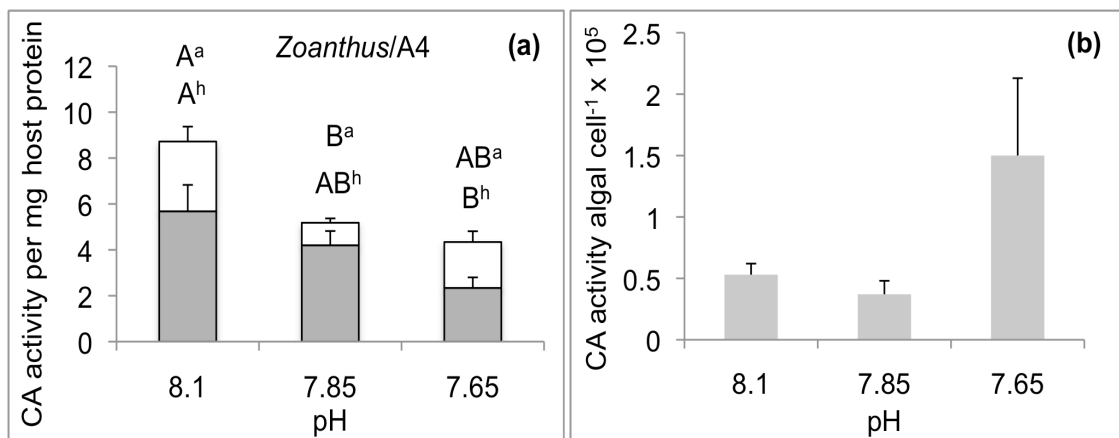 Zoanthus/A4
(a)
CA activity per mg host protein
12
10
8
6
4
2
0
Aᵃ
Aʰ
Bᵃ
ABʰ
ABᵃ
Bʰ
8.1 7.85 7.65
pH
(b)
CA activity algal cell⁻¹ x 10⁵
2.5
2
1.5
1
0.5
0
8.1 7.85 7.65
pH